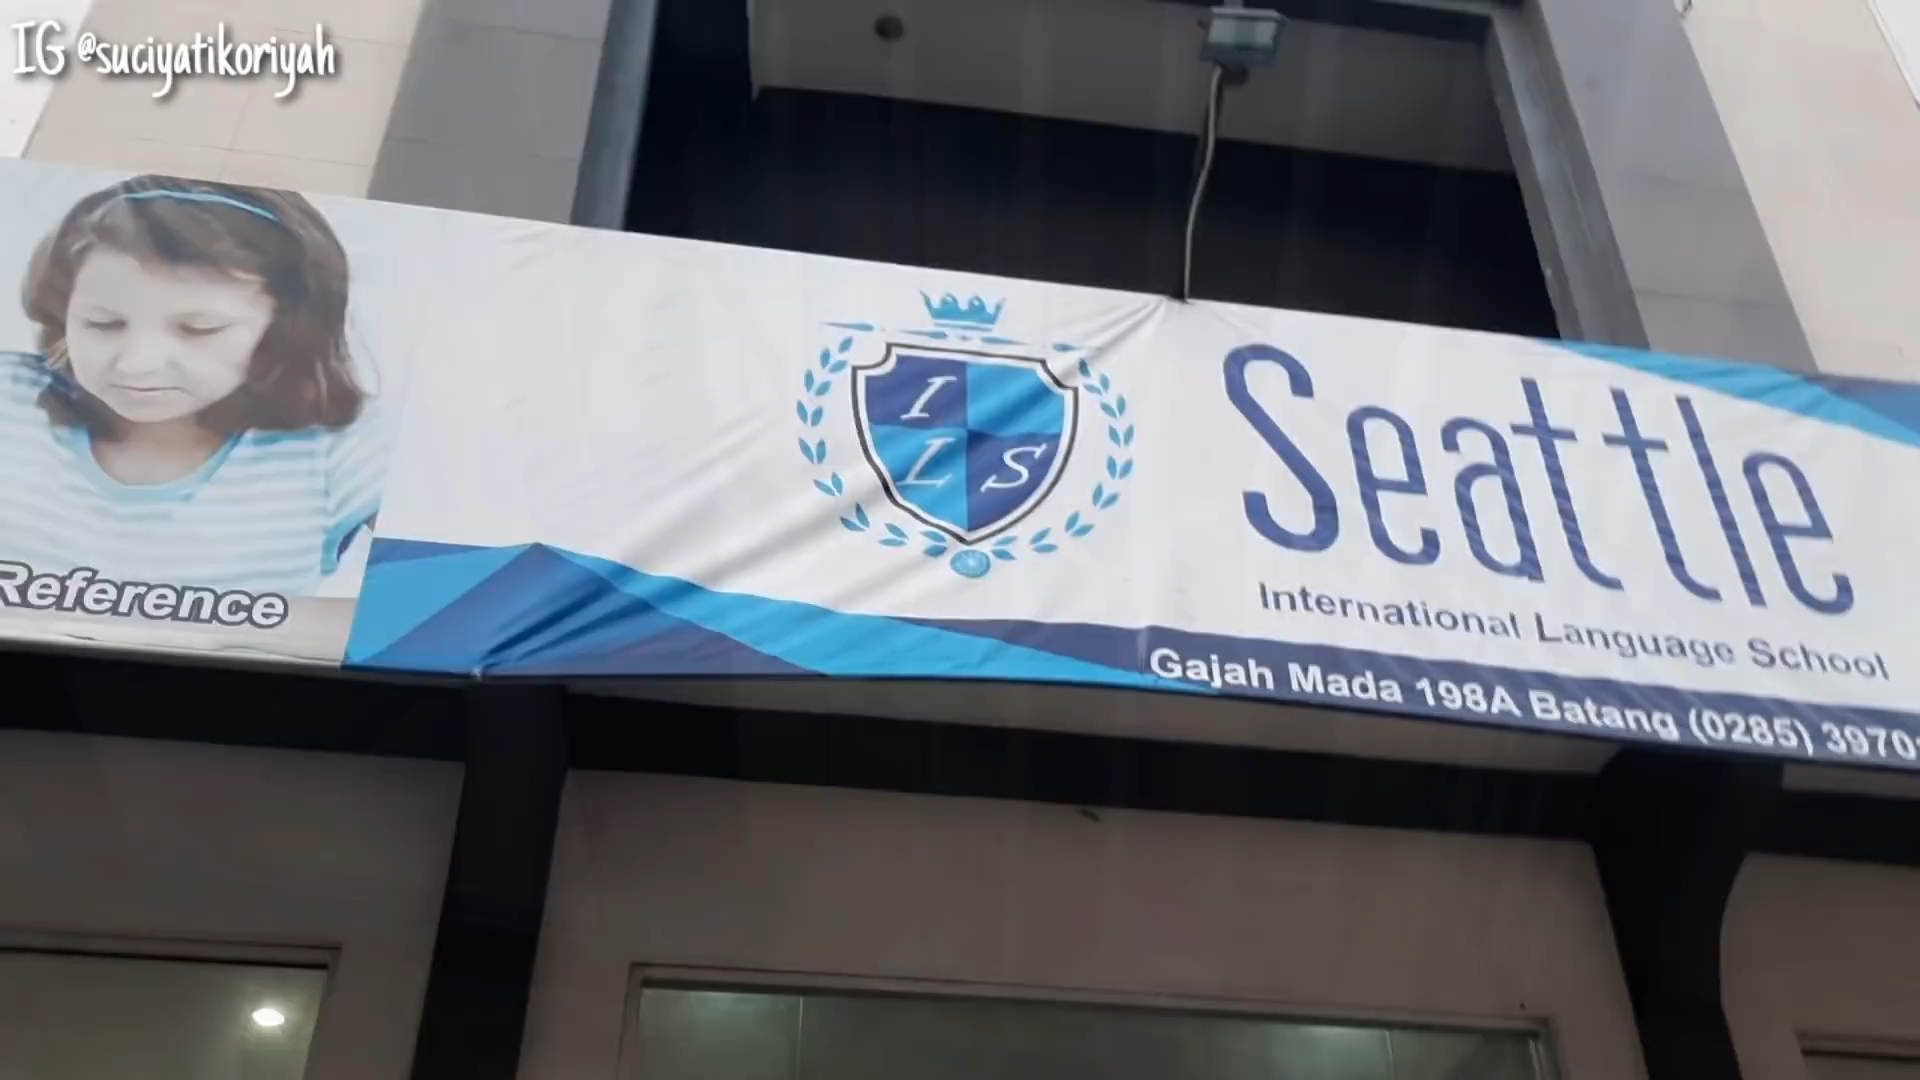 IG @suciyatikoriyah
Reference
I
L S
Seattle
International Language School
Gajah Mada 198A Batang (0285) 3970